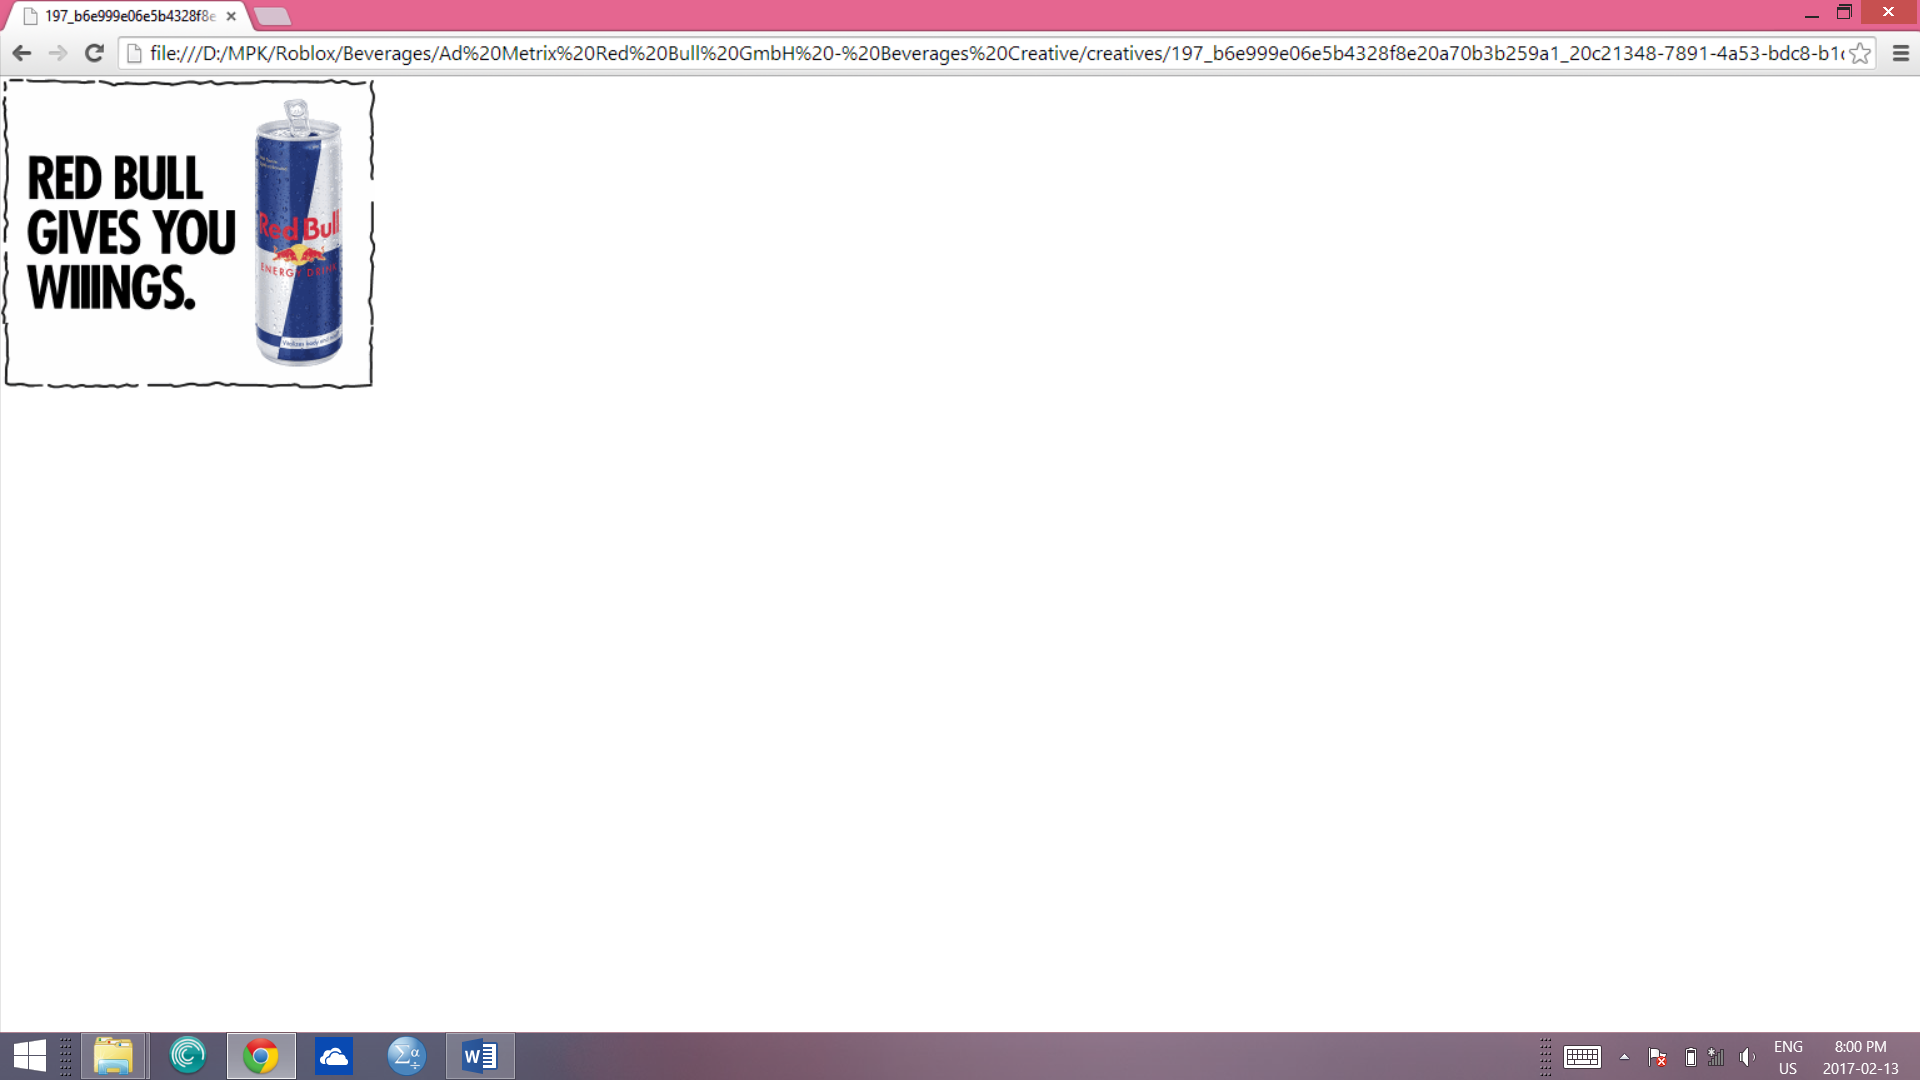 197_b6e999e06e5b4328f8e
file:///D:/MPK/Roblox/Beverages/Ad%20Metrix%20Red%20Bull%20GmbH%20-%20Beverages%20Creative/creatives/197_b6e999e06e5b4328f8e20a70b3b259a1_20c21348-7891-4a53-bdc8-b1
RED BULL
GIVES YOU
WIIINGS.
Red Bull
ENERGY DRINK
ENG
US
8:00 PM
2017-02-13